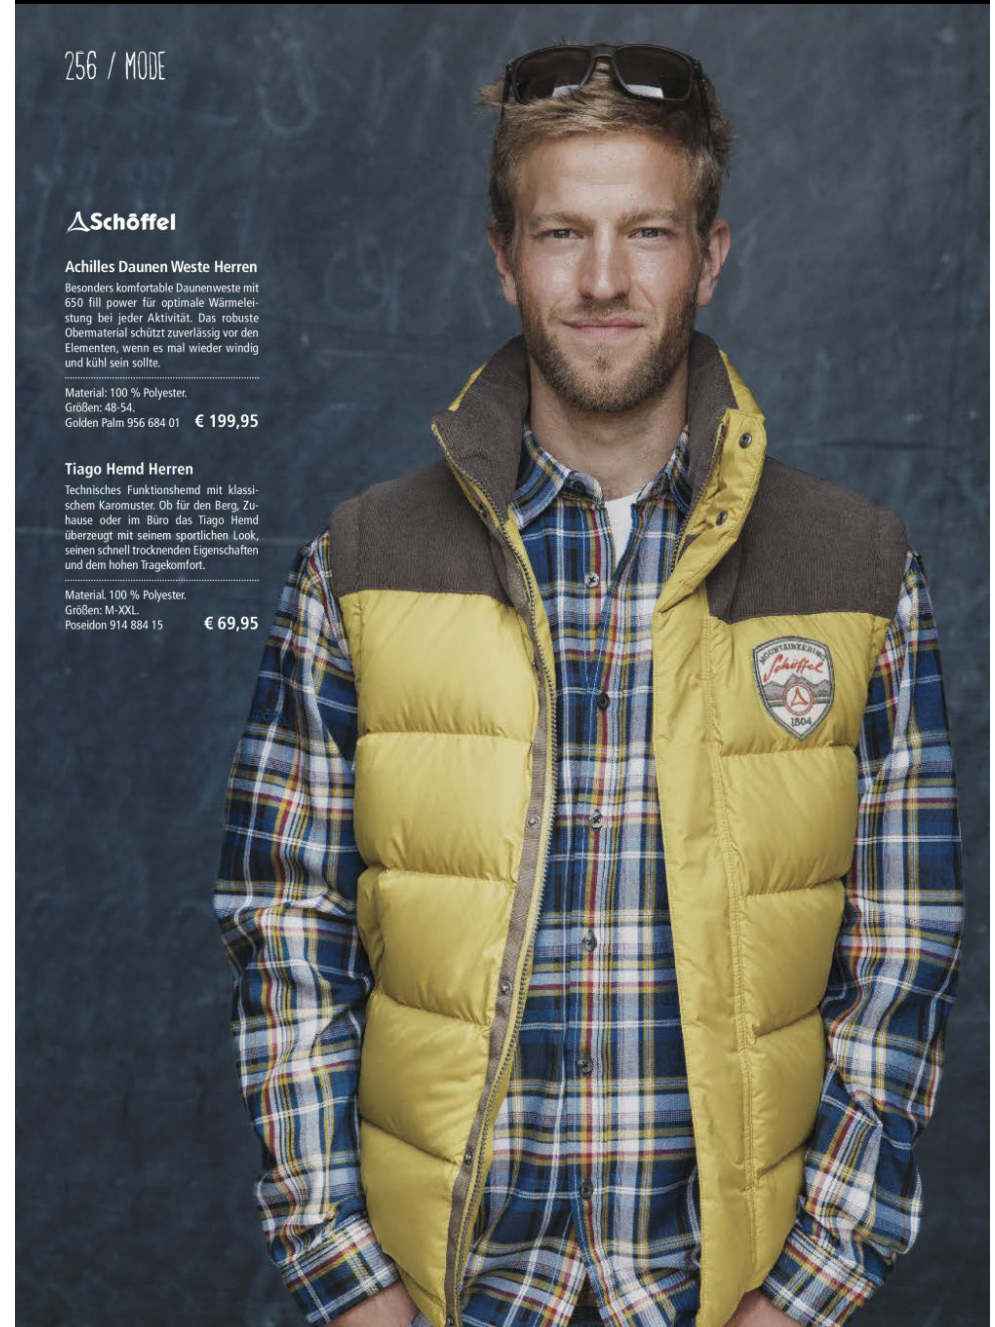 256 / MODE
Schöffel
Achilles Daunen Weste Herren
Besonders komfortable Daunenweste mit
650 fill power für optimale Wärmelei-
stung bei jeder Aktivität. Das robuste
Obermaterial schützt zuverlässig vor den
Elementen, wenn es mal wieder windig
und kühl sein sollte.
Material: 100 % Polyester.
Größen: 48-54.
Golden Palm 956 684 01 € 199,95
Tiago Hemd Herren
Technisches Funktionshemd mit klassi-
schem Karomuster. Ob für den Berg, Zu-
hause oder im Büro das Tiago Hemd
überzeugt mit seinem sportlichen Look,
seinen schnell trocknenden Eigenschaften
und dem hohen Tragekomfort.
Material. 100 % Polyester.
Größen: M-XXL.
Poseidon 914 884 15 € 69,95
MOUNTAINEERING
Schöffel
1804